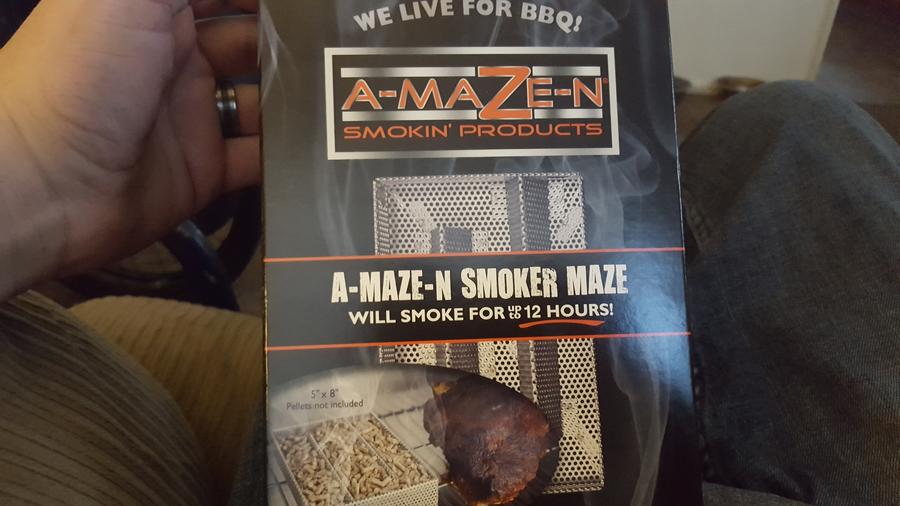 WE LIVE FOR BBQ!
A-MAZE-N®
SMOKIN' PRODUCTS
A-MAZE-N SMOKER MAZE
WILL SMOKE FOR UP TO 12 HOURS!
5" x 8"
Pellets not included